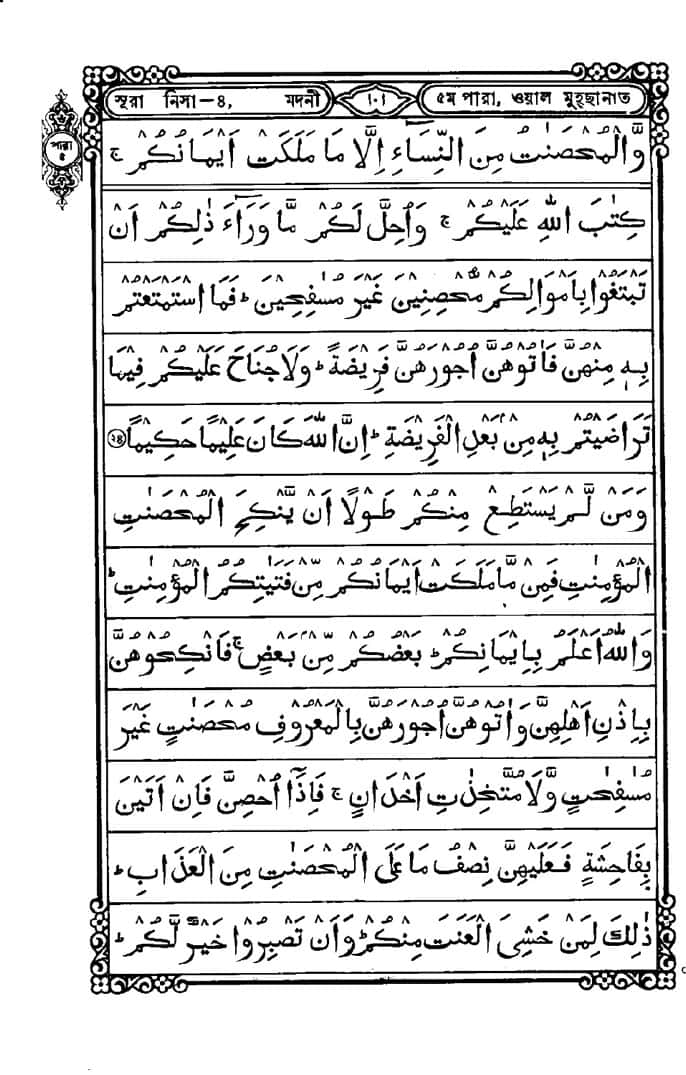 সূরা নিসা-৪, মদনী ১০১ ৫ম পারা, ওয়াল মুহ্ছানাত
পারা
৫
وَّالْمُحْصَنٰتُ مِنَ النِّسَآءِ اِلَّا مَا مَلَكَتْ اَيْمَانُكُمْ ۚ
كِتٰبَ اللّٰهِ عَلَيْكُمْ ۚ وَاُحِلَّ لَكُمْ مَّا وَرَآءَ ذٰلِكُمْ اَنْ
تَبْتَغُوْا بِاَمْوَالِكُمْ مُّحْصِنِيْنَ غَيْرَ مُسٰفِحِيْنَ ؕ فَمَا اسْتَمْتَعْتُمْ
بِهٖ مِنْهُنَّ فَاٰتُوْهُنَّ اُجُوْرَهُنَّ فَرِيْضَةً ؕ وَلَا جُنَاحَ عَلَيْكُمْ فِيْمَا
تَرَاضَيْتُمْ بِهٖ مِنْۢ بَعْدِ الْفَرِيْضَةِ ؕ اِنَّ اللّٰهَ كَانَ عَلِيْمًا حَكِيْمًا ﴿۲۴﴾
وَمَنْ لَّمْ يَسْتَطِعْ مِنْكُمْ طَوْلًا اَنْ يَّنْكِحَ الْمُحْصَنٰتِ
الْمُؤْمِنٰتِ فَمِنْ مَّا مَلَكَتْ اَيْمَانُكُمْ مِّنْ فَتَيٰتِكُمُ الْمُؤْمِنٰتِ ؕ
وَاللّٰهُ اَعْلَمُ بِاِيْمَانِكُمْ ؕ بَعْضُكُمْ مِّنْۢ بَعْضٍ ۚ فَانْكِحُوْهُنَّ
بِاِذْنِ اَهْلِهِنَّ وَاٰتُوْهُنَّ اُجُوْرَهُنَّ بِالْمَعْرُوْفِ مُحْصَنٰتٍ غَيْرَ
مُسٰفِحٰتٍ وَّلَا مُتَّخِذٰتِ اَخْدَانٍ ۚ فَاِذَآ اُحْصِنَّ فَاِنْ اَتَيْنَ
بِفَاحِشَةٍ فَعَلَيْهِنَّ نِصْفُ مَا عَلَى الْمُحْصَنٰتِ مِنَ الْعَذَابِ ؕ
ذٰلِكَ لِمَنْ خَشِيَ الْعَنَتَ مِنْكُمْ ؕ وَاَنْ تَصْبِرُوْا خَيْرٌ لَّكُمْ ؕ